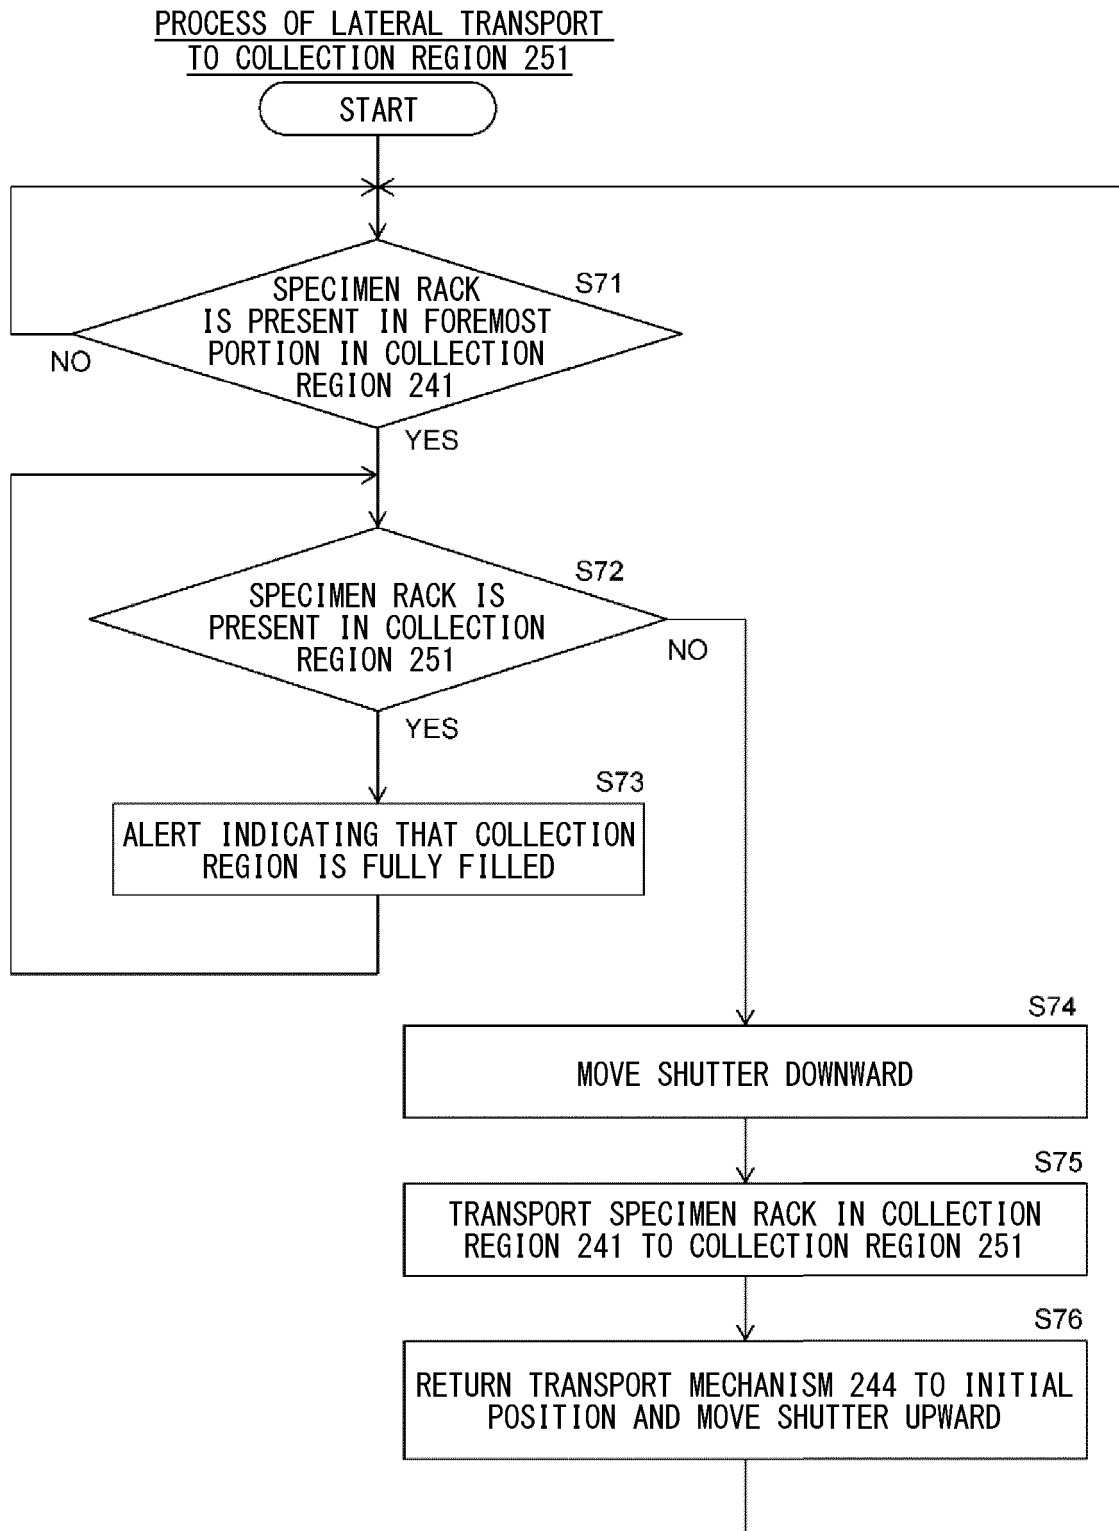 PROCESS OF LATERAL TRANSPORT
TO COLLECTION REGION 251
START
S71
SPECIMEN RACK
IS PRESENT IN FOREMOST
PORTION IN COLLECTION
REGION 241
NO
YES
S72
SPECIMEN RACK IS
PRESENT IN COLLECTION
REGION 251
NO
YES
S73
ALERT INDICATING THAT COLLECTION
REGION IS FULLY FILLED
S74
MOVE SHUTTER DOWNWARD
S75
TRANSPORT SPECIMEN RACK IN COLLECTION
REGION 241 TO COLLECTION REGION 251
S76
RETURN TRANSPORT MECHANISM 244 TO INITIAL
POSITION AND MOVE SHUTTER UPWARD